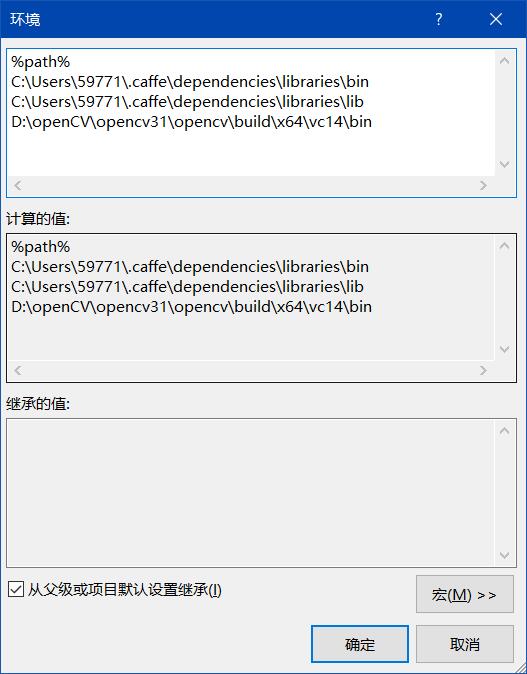 环境
?
%path%
C:\Users\59771\.caffe\dependencies\libraries\bin
C:\Users\59771\.caffe\dependencies\libraries\lib
D:\openCV\opencv31\opencv\build\x64\vc14\bin
计算的值:
%path%
C:\Users\59771\.caffe\dependencies\libraries\bin
C:\Users\59771\.caffe\dependencies\libraries\lib
D:\openCV\opencv31\opencv\build\x64\vc14\bin
继承的值:
从父级或项目默认设置继承(I)
宏(M) >>
确定
取消